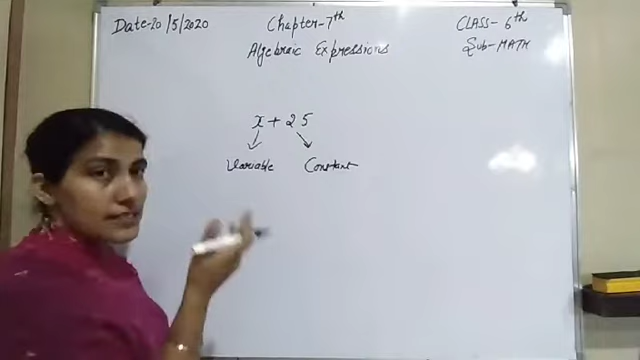 Date-20/5/2020 Chapter-7th CLASS-6th
Algebraic Expressions Sub-MATH
x + 25
Variable Constant